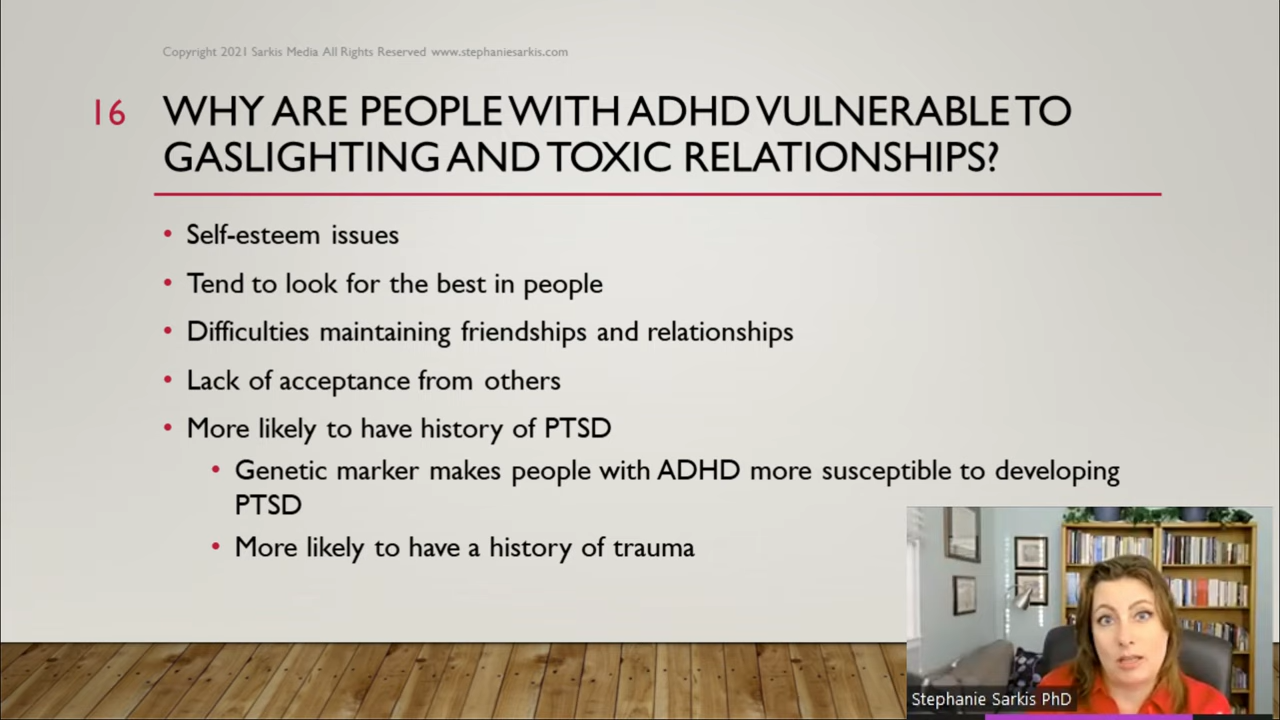 Copyright 2021 Sarkis Media All Rights Reserved www.stephaniesarkis.com
16
WHY ARE PEOPLE WITH ADHD VULNERABLE TO
GASLIGHTING AND TOXIC RELATIONSHIPS?
• Self-esteem issues
• Tend to look for the best in people
• Difficulties maintaining friendships and relationships
• Lack of acceptance from others
• More likely to have history of PTSD
• Genetic marker makes people with ADHD more susceptible to developing
PTSD
• More likely to have a history of trauma
Stephanie Sarkis PhD